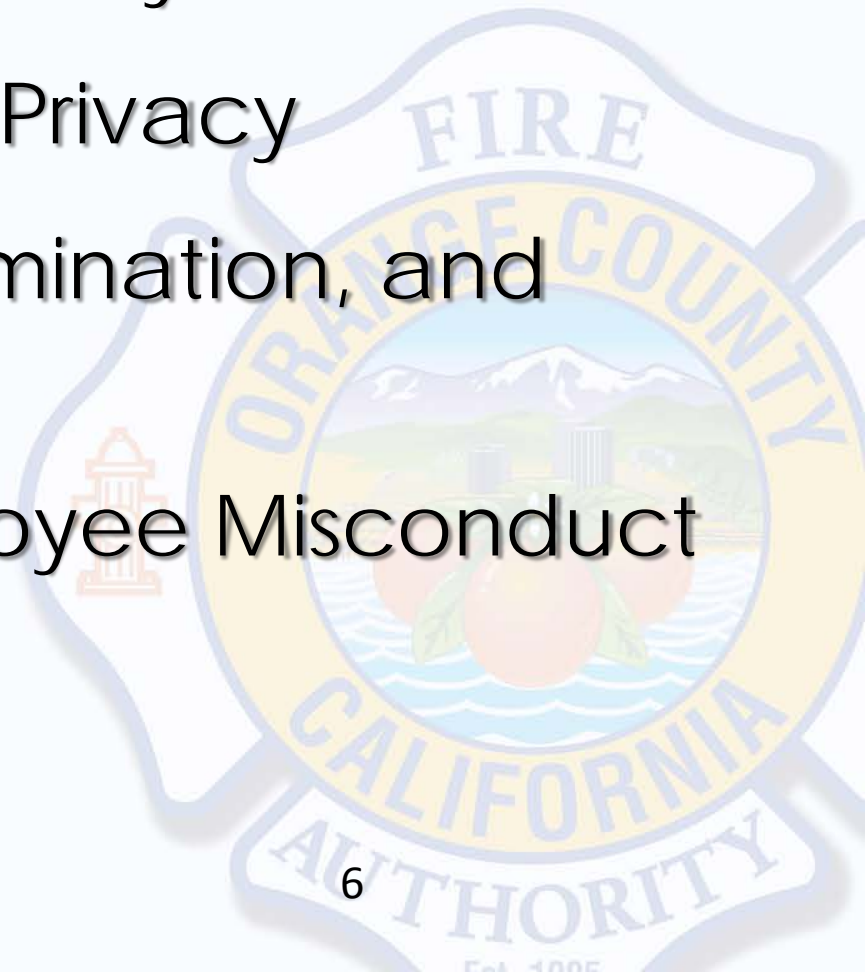 Privacy
mination, and
oyee Misconduct
6
FIRE
ORANGE COUNTY
CALIFORNIA
AUTHORITY